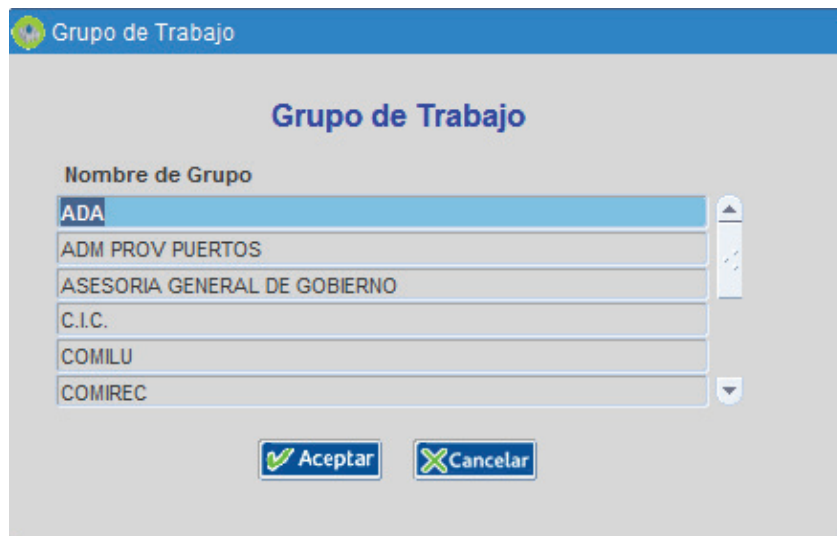 Grupo de Trabajo
Grupo de Trabajo
Nombre de Grupo
ADA
ADM PROV PUERTOS
ASESORIA GENERAL DE GOBIERNO
C.I.C.
COMILU
COMIREC
Aceptar Cancelar